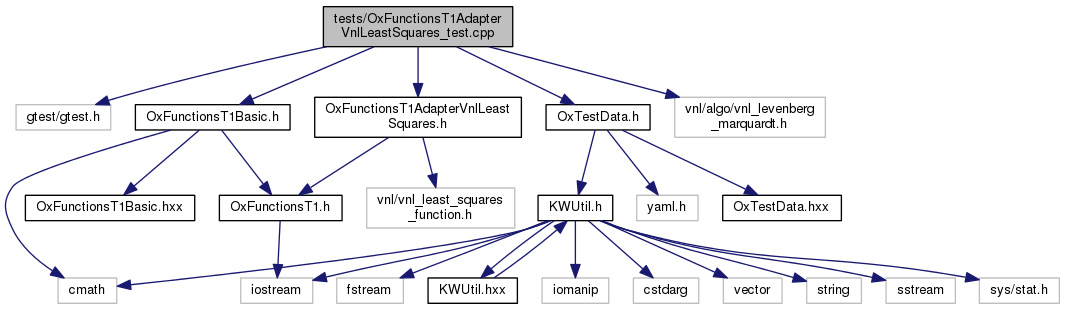 tests/OxFunctionsT1Adapter
VnlLeastSquares_test.cpp
gtest/gtest.h
OxFunctionsT1Basic.h
OxFunctionsT1AdapterVnlLeast
Squares.h
OxTestData.h
vnl/algo/vnl_levenberg
_marquardt.h
OxFunctionsT1Basic.hxx
OxFunctionsT1.h
vnl/vnl_least_squares
_function.h
KWUtil.h
yaml.h
OxTestData.hxx
cmath
iostream
fstream
KWUtil.hxx
iomanip
cstdarg
vector
string
sstream
sys/stat.h